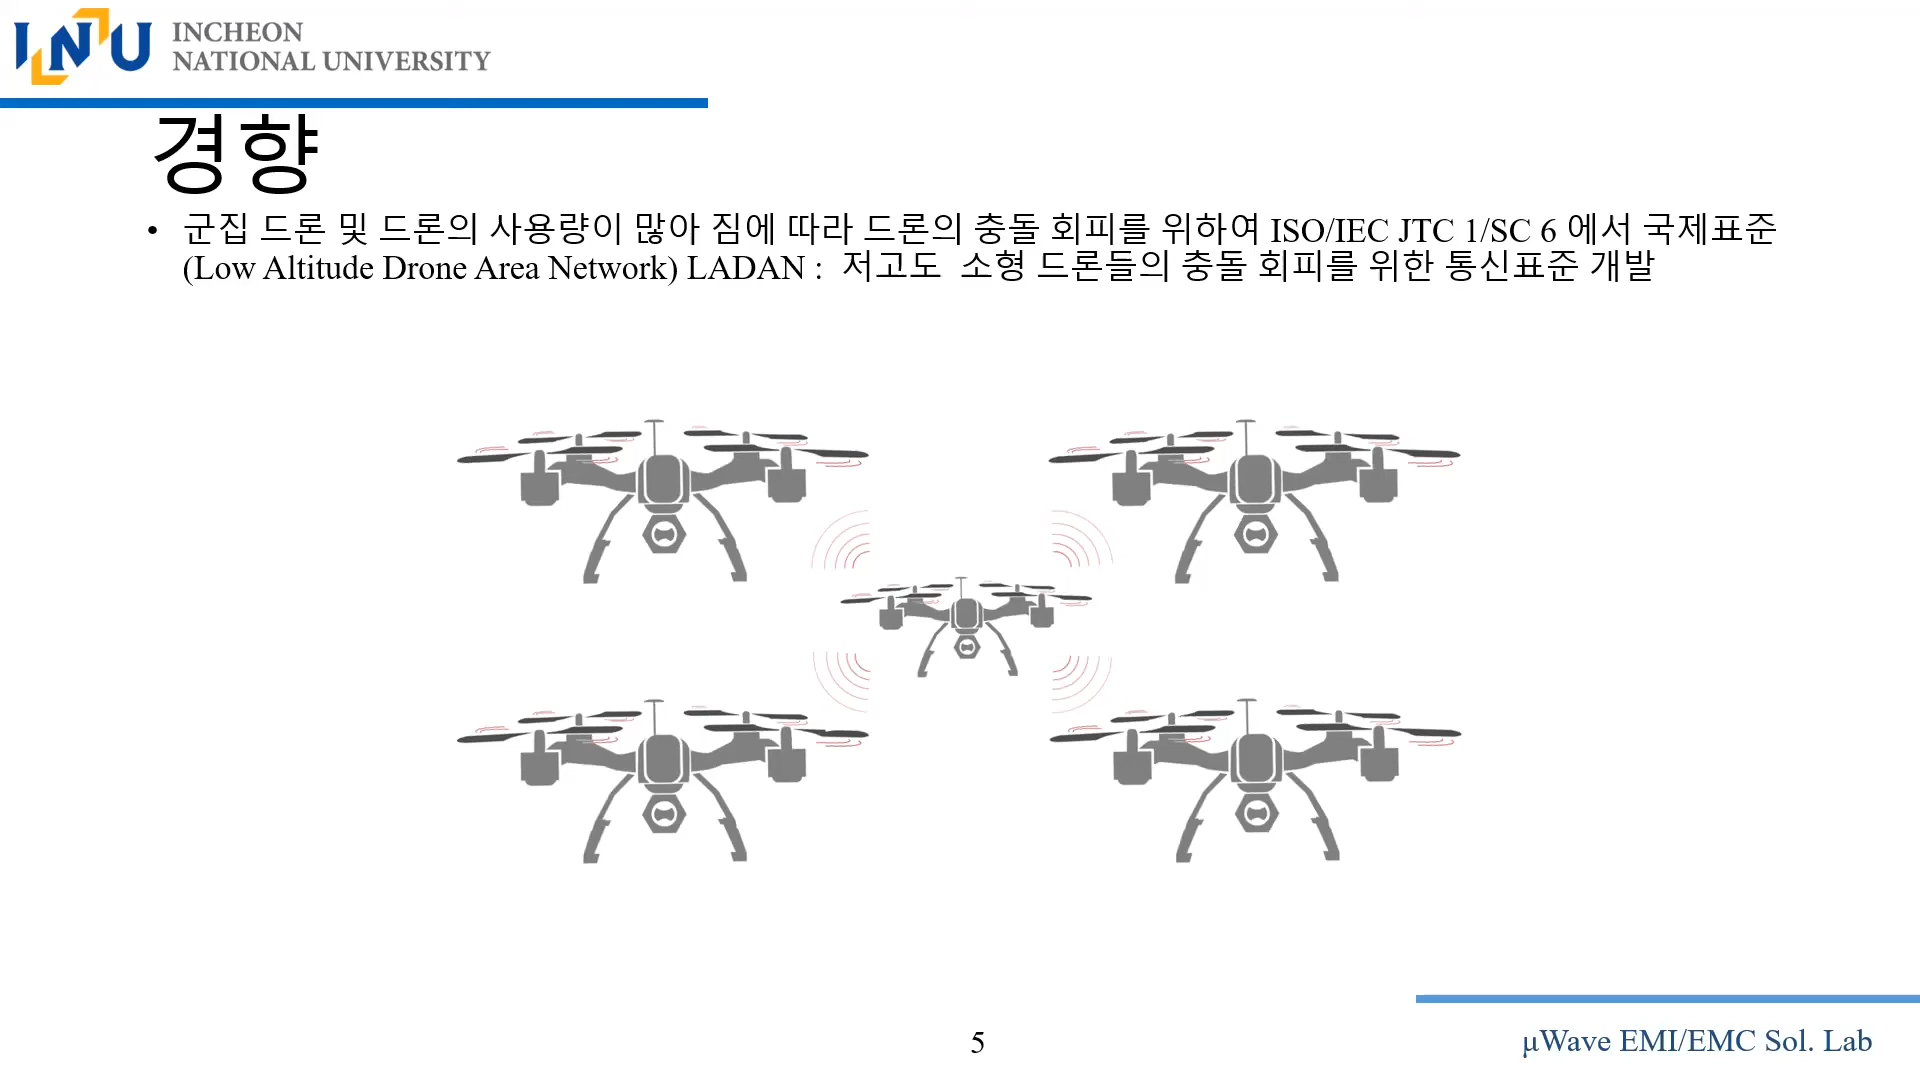 INU INCHEON
NATIONAL UNIVERSITY
경향
• 군집 드론 및 드론의 사용량이 많아 짐에 따라 드론의 충돌 회피를 위하여 ISO/IEC JTC 1/SC 6 에서 국제표준
(Low Altitude Drone Area Network) LADAN : 저고도 소형 드론들의 충돌 회피를 위한 통신표준 개발
5
μWave EMI/EMC Sol. Lab